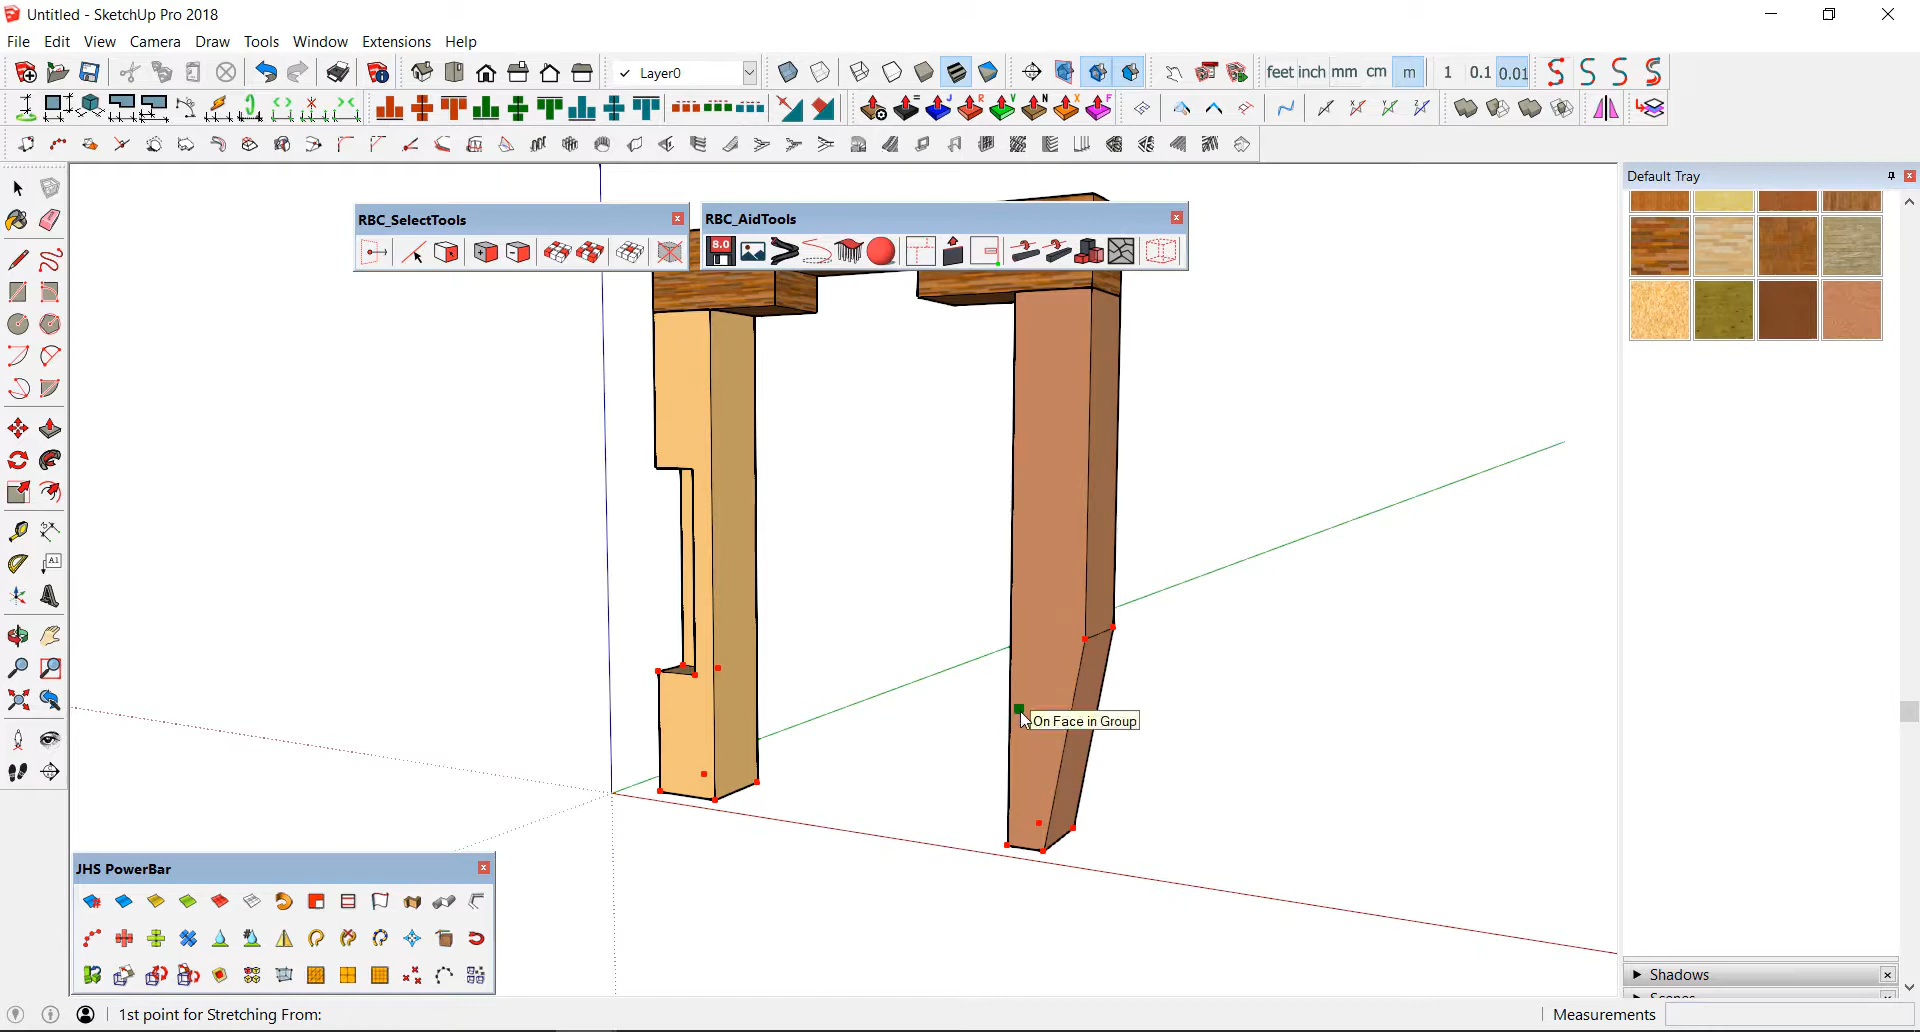 Untitled - SketchUp Pro 2018
File Edit View Camera Draw Tools Window Extensions Help
Layer0
feet inch mm cm m
1 0.1 0.01
Default Tray
RBC_SelectTools
RBC_AidTools
8.0
A1
On Face in Group
JHS PowerBar
Shadows
1st point for Stretching From:
Measurements